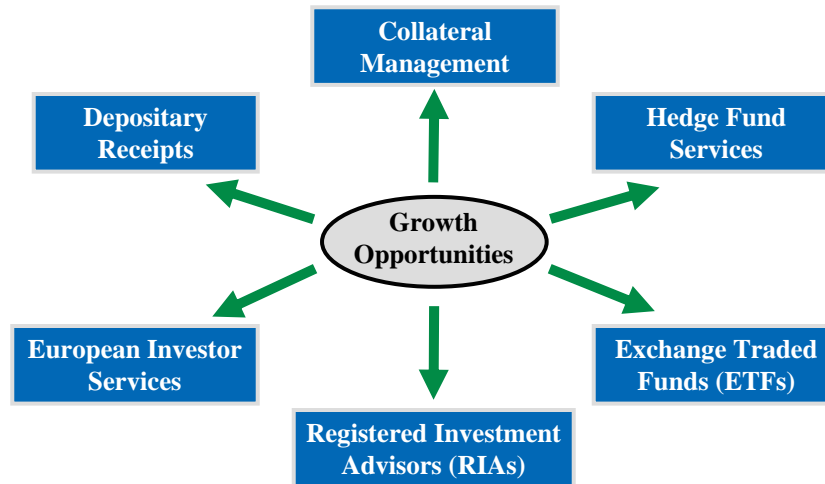 Collateral
Management
Depositary
Receipts
Hedge Fund
Services
Growth
Opportunities
European Investor
Services
Exchange Traded
Funds (ETFs)
Registered Investment
Advisors (RIAs)